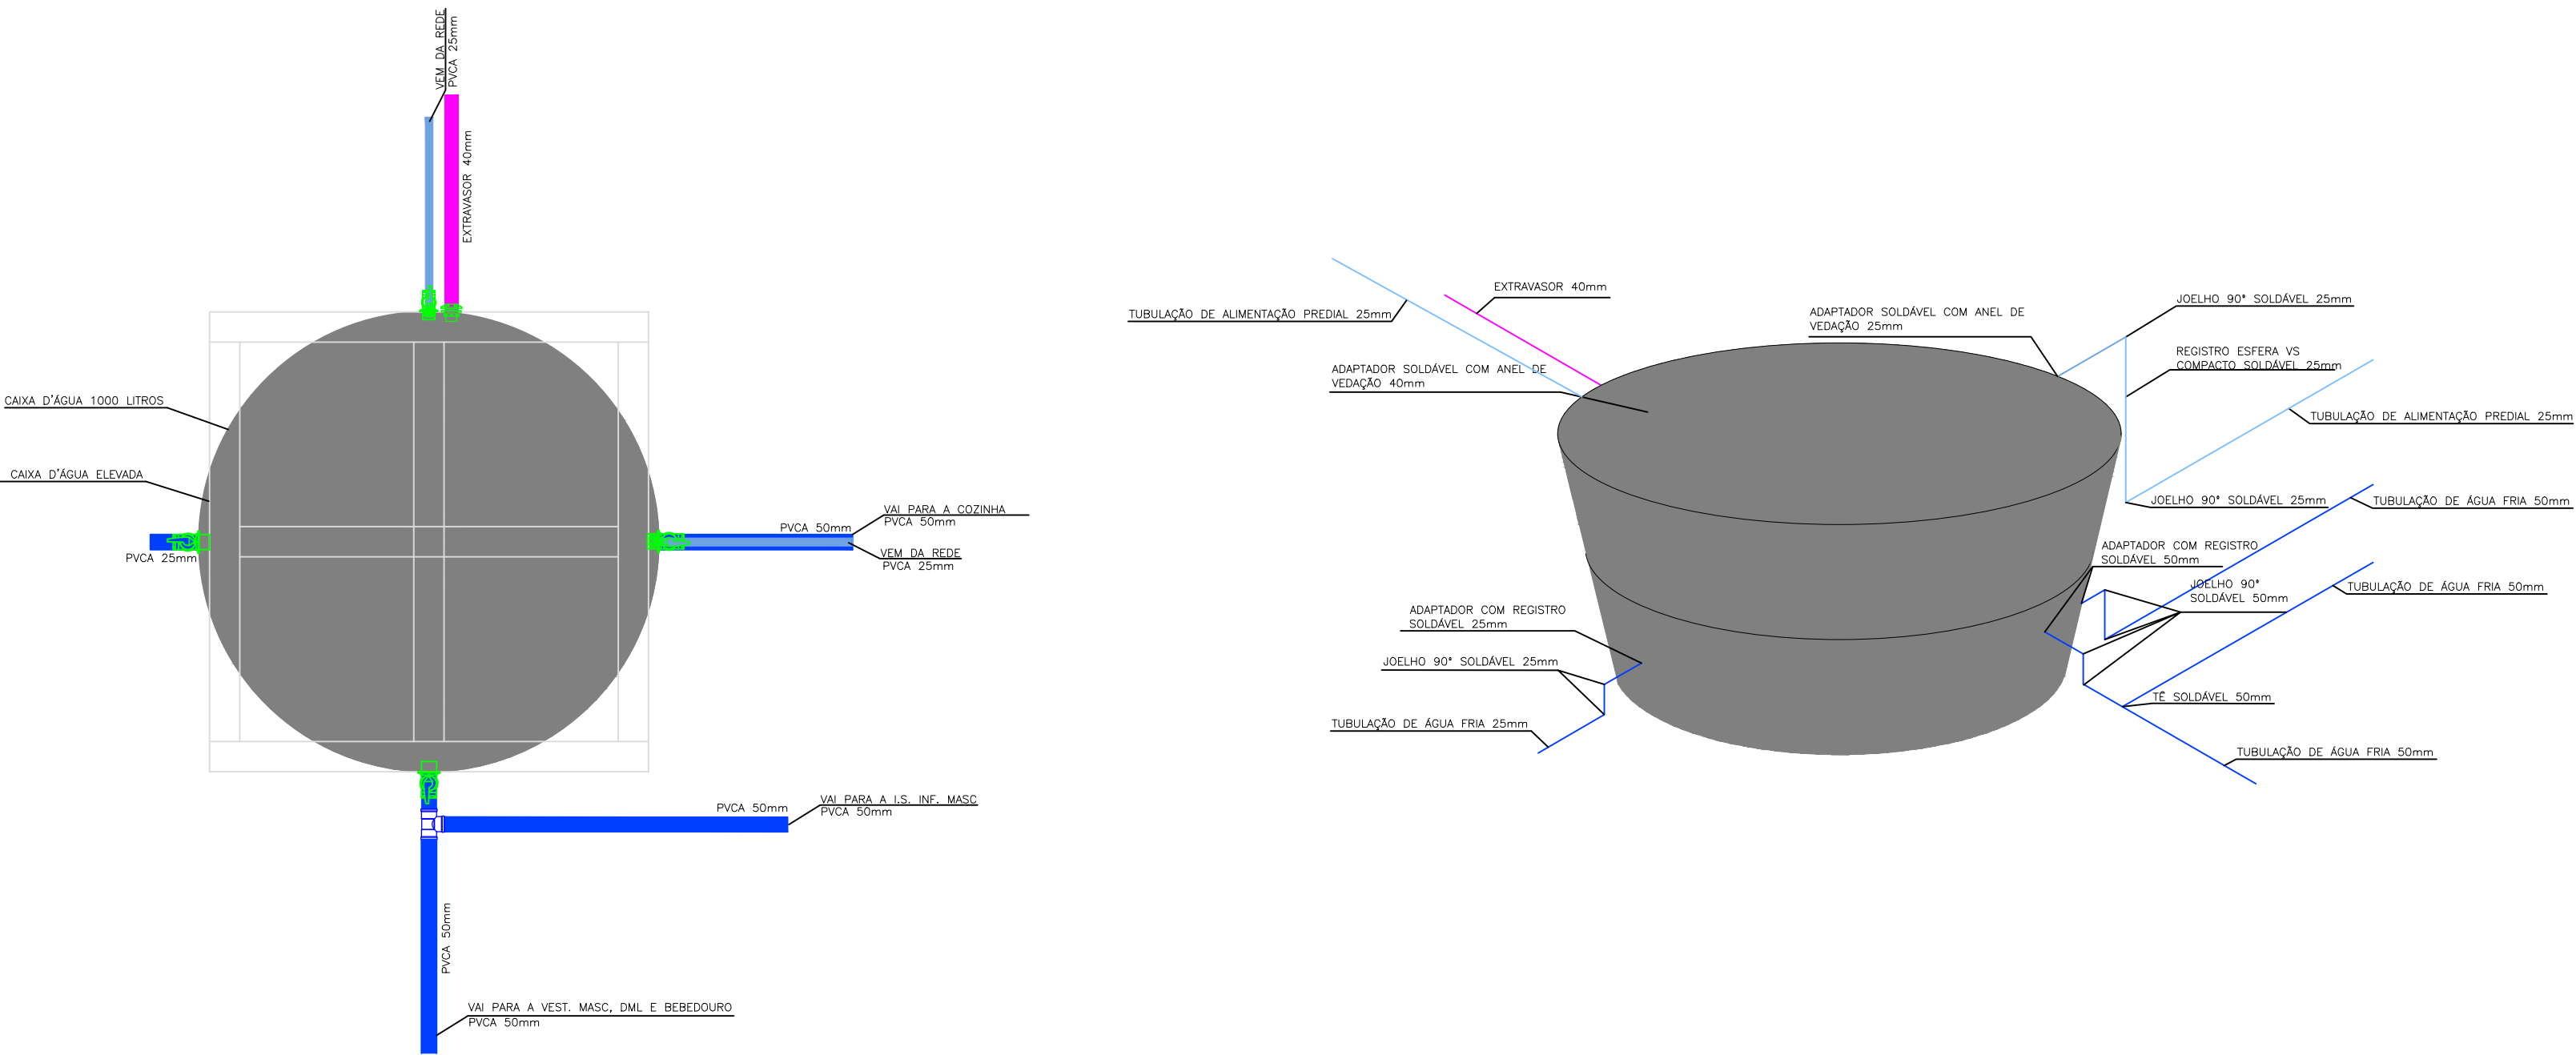 VEM DA REDE
PVCA 25mm
EXTRAVASOR 40mm
CAIXA D'ÁGUA 1000 LITROS
CAIXA D'ÁGUA ELEVADA
PVCA 25mm
PVCA 50mm
VAI PARA A COZINHA
PVCA 50mm
VEM DA REDE
PVCA 25mm
PVCA 50mm
VAI PARA A I.S. INF. MASC
PVCA 50mm
PVCA 50mm
VAI PARA A VEST. MASC, DML E BEBEDOURO
PVCA 50mm
EXTRAVASOR 40mm
TUBULAÇÃO DE ALIMENTAÇÃO PREDIAL 25mm
ADAPTADOR SOLDÁVEL COM ANEL DE
VEDAÇÃO 40mm
ADAPTADOR SOLDÁVEL COM ANEL DE
VEDAÇÃO 25mm
JOELHO 90° SOLDÁVEL 25mm
REGISTRO ESFERA VS
COMPACTO SOLDÁVEL 25mm
TUBULAÇÃO DE ALIMENTAÇÃO PREDIAL 25mm
JOELHO 90° SOLDÁVEL 25mm
TUBULAÇÃO DE ÁGUA FRIA 50mm
ADAPTADOR COM REGISTRO
SOLDÁVEL 50mm
JOELHO 90°
SOLDÁVEL 50mm
TUBULAÇÃO DE ÁGUA FRIA 50mm
ADAPTADOR COM REGISTRO
SOLDÁVEL 25mm
JOELHO 90° SOLDÁVEL 25mm
TUBULAÇÃO DE ÁGUA FRIA 25mm
TÊ SOLDÁVEL 50mm
TUBULAÇÃO DE ÁGUA FRIA 50mm